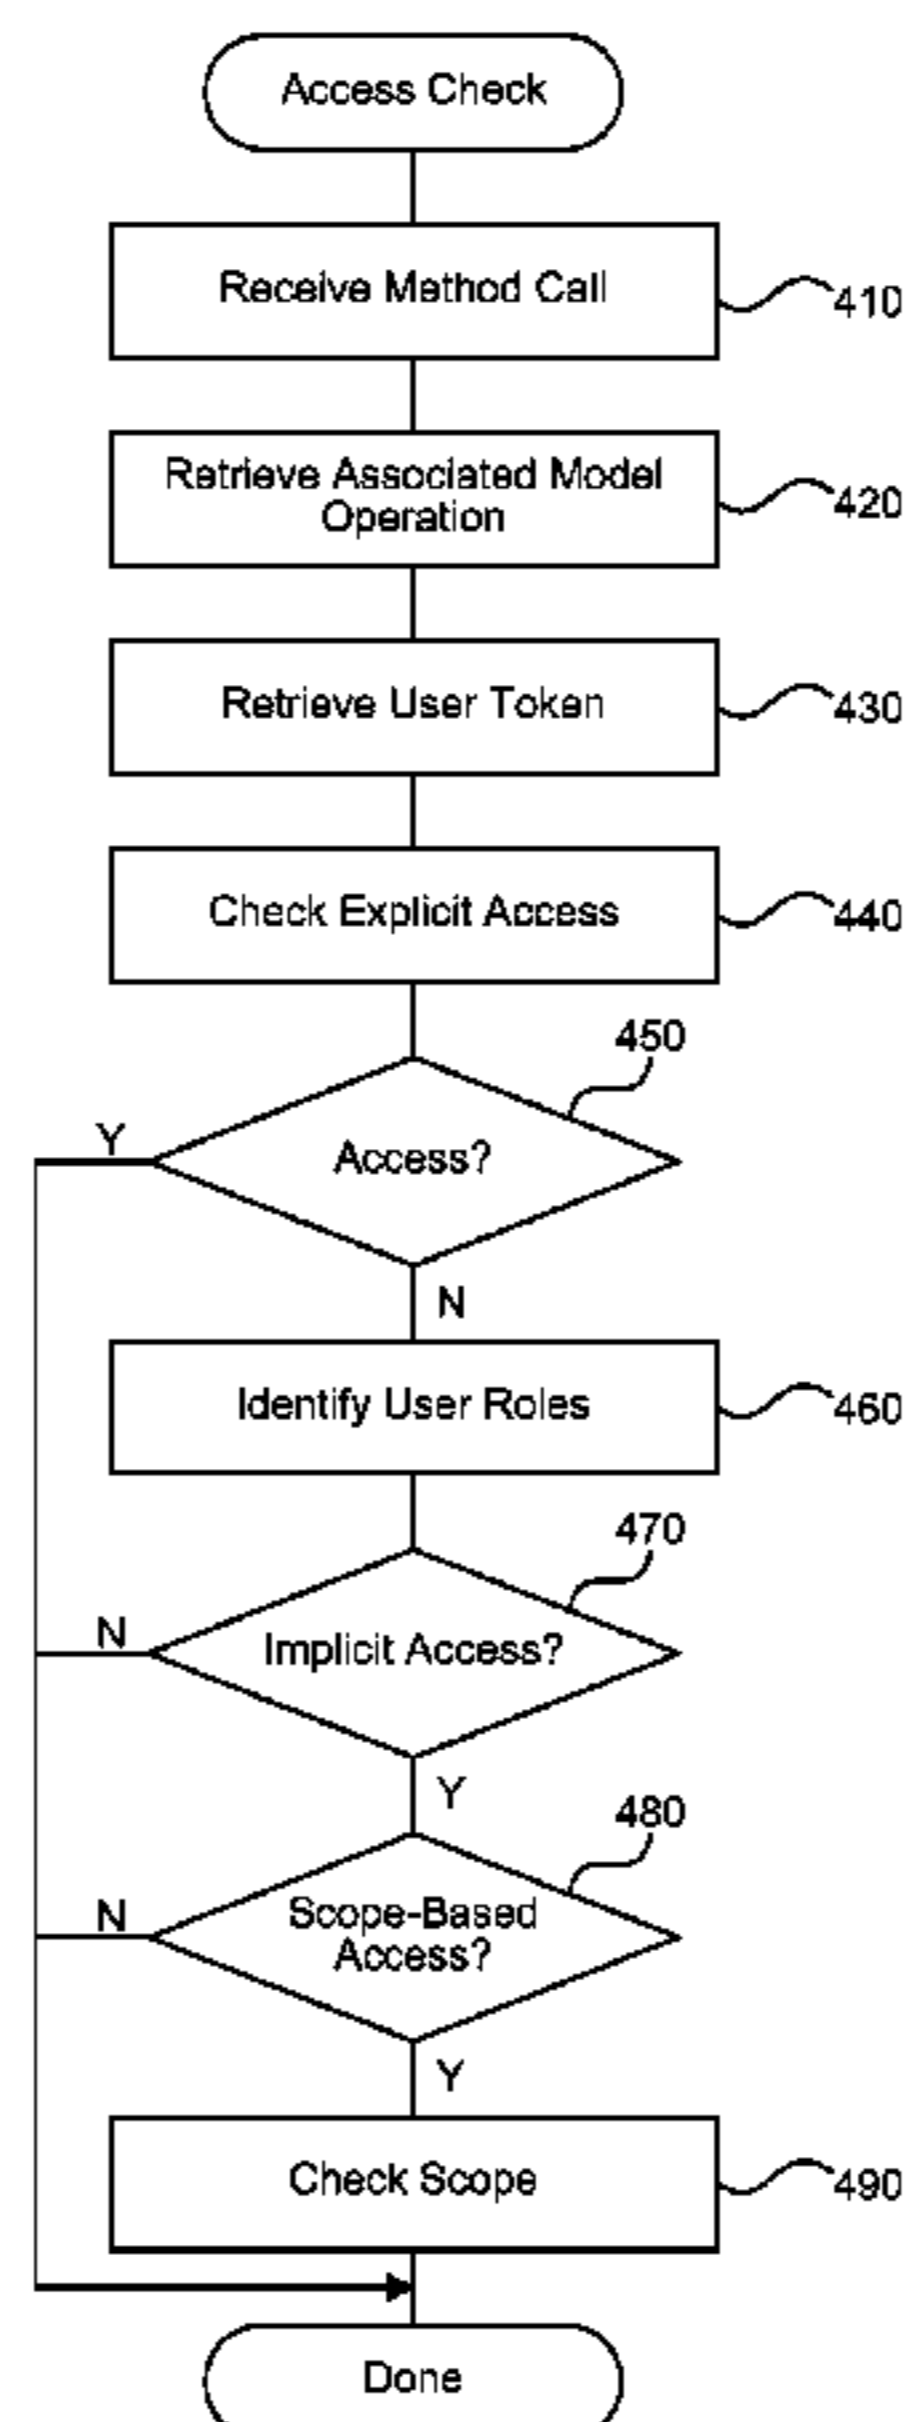 Access Check
Receive Method Call
410
Retrieve Associated Model
Operation
420
Retrieve User Token
430
Check Explicit Access
440
450
Access?
Y
N
Identify User Roles
460
470
Implicit Access?
N
Y
480
Scope-Based
Access?
N
Y
Check Scope
490
Done